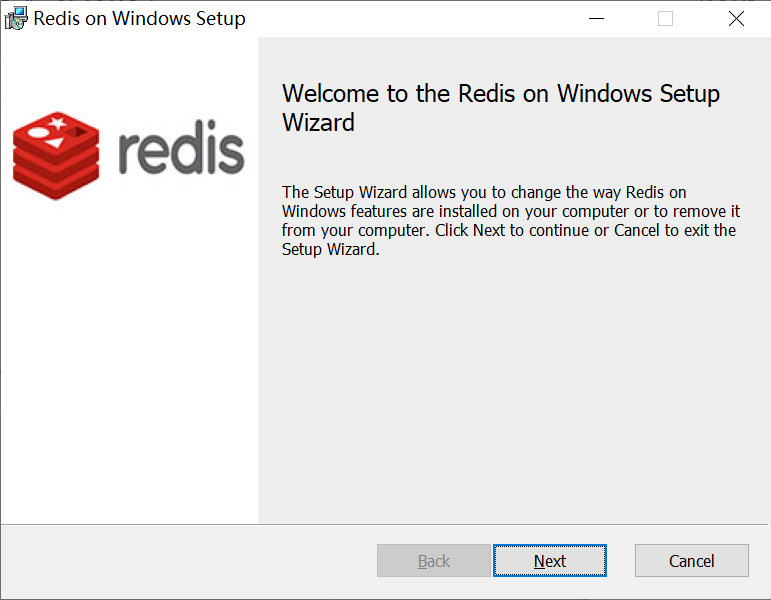 Redis on Windows Setup
redis
Welcome to the Redis on Windows Setup
Wizard
The Setup Wizard allows you to change the way Redis on
Windows features are installed on your computer or to remove it
from your computer. Click Next to continue or Cancel to exit the
Setup Wizard.
Back
Next
Cancel